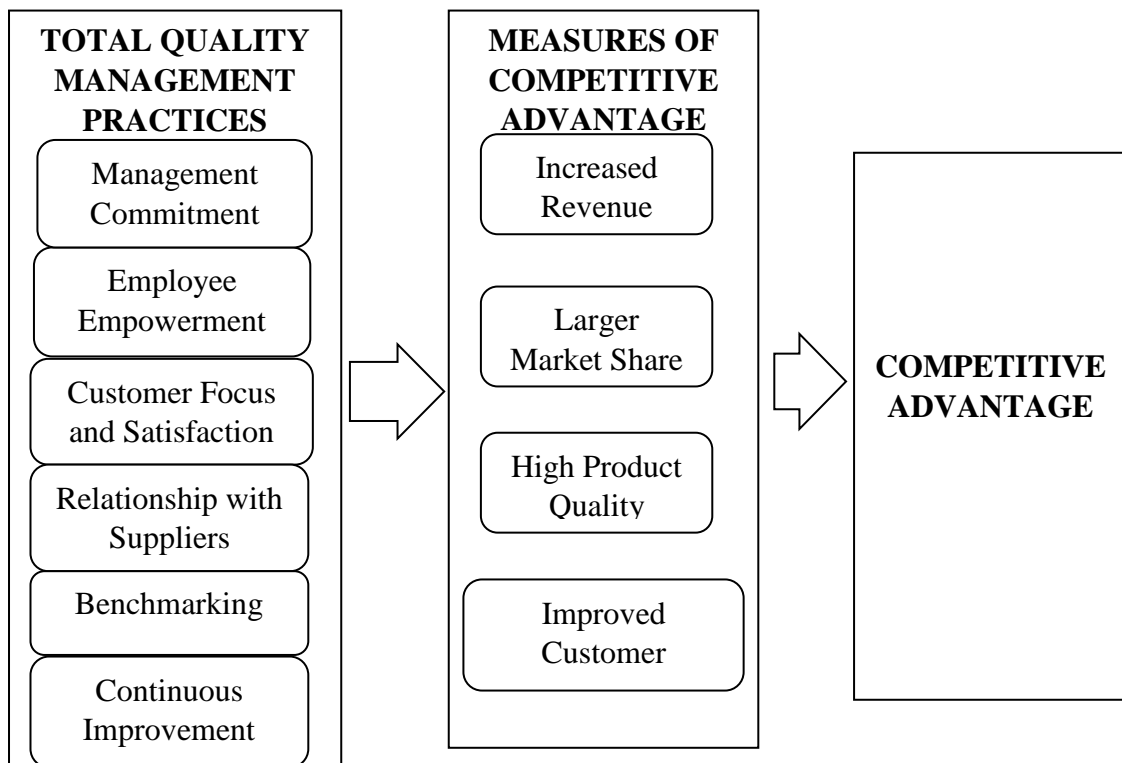 TOTAL QUALITY
MANAGEMENT
PRACTICES
Management
Commitment
Employee
Empowerment
Customer Focus
and Satisfaction
Relationship with
Suppliers
Benchmarking
Continuous
Improvement
MEASURES OF
COMPETITIVE
ADVANTAGE
Increased
Revenue
Larger
Market Share
High Product
Quality
Improved
Customer
COMPETITIVE
ADVANTAGE